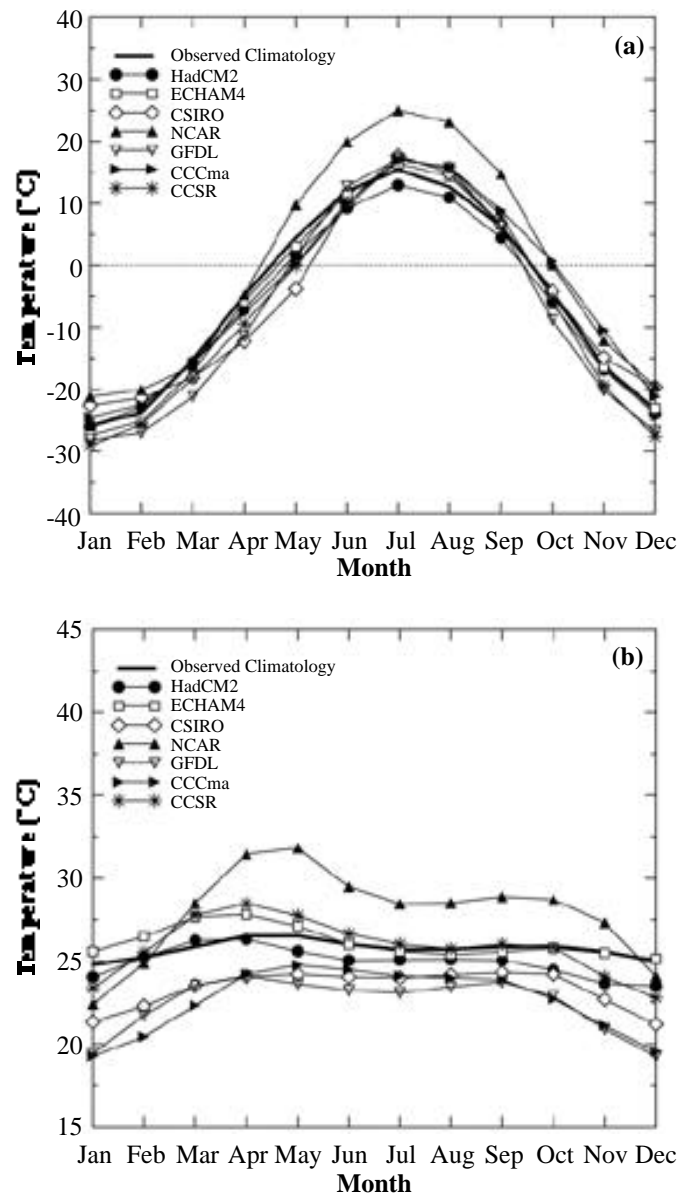 40
30
20
10
0
-10
-20
-30
-40
Temperature (°C)
(a)
Observed Climatology
HadCM2
ECHAM4
CSIRO
NCAR
GFDL
CCCma
CCSR
Jan Feb Mar Apr May Jun Jul Aug Sep Oct Nov Dec
Month
45
40
35
30
25
20
15
Temperature (°C)
(b)
Observed Climatology
HadCM2
ECHAM4
CSIRO
NCAR
GFDL
CCCma
CCSR
Jan Feb Mar Apr May Jun Jul Aug Sep Oct Nov Dec
Month